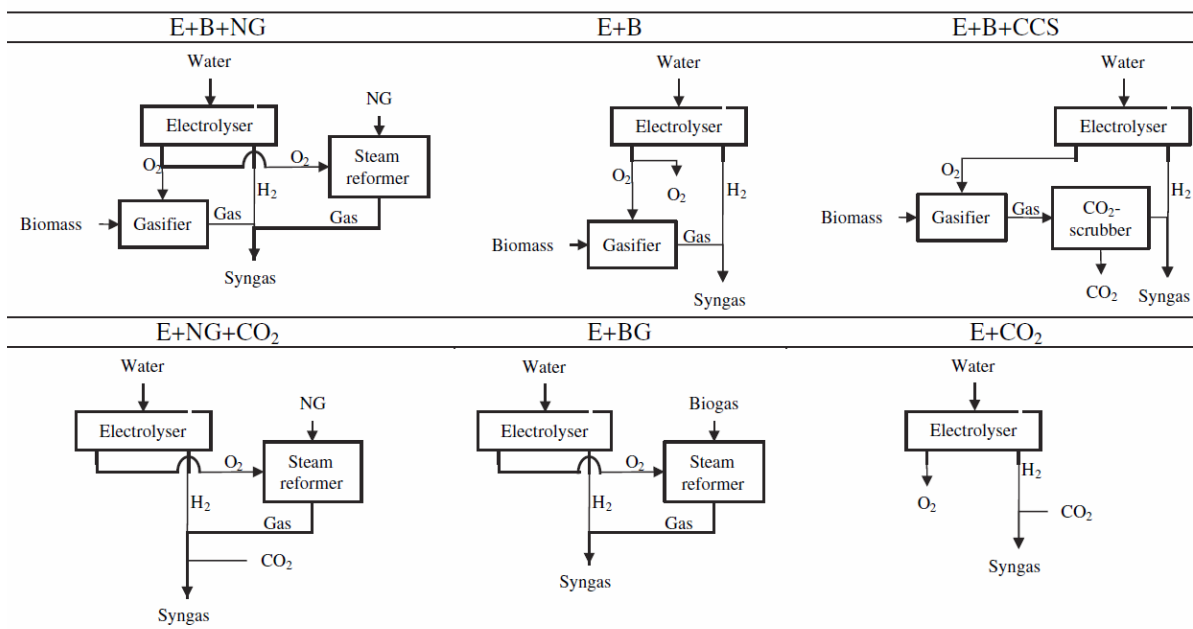 E+B+NG
Water
NG
Electrolyser
O₂
O₂
Steam
reformer
H₂
Biomass
Gasifier
Gas
Gas
Syngas
E+B
Water
Electrolyser
O₂
O₂
H₂
Biomass
Gasifier
Gas
Syngas
E+B+CCS
Water
Electrolyser
O₂
H₂
Biomass
Gasifier
Gas
CO₂-
scrubber
CO₂
Syngas
E+NG+CO₂
Water
NG
Electrolyser
O₂
Steam
reformer
H₂
Gas
CO₂
Syngas
E+BG
Water
Biogas
Electrolyser
O₂
Steam
reformer
H₂
Gas
Syngas
E+CO₂
Water
Electrolyser
H₂
O₂
CO₂
Syngas